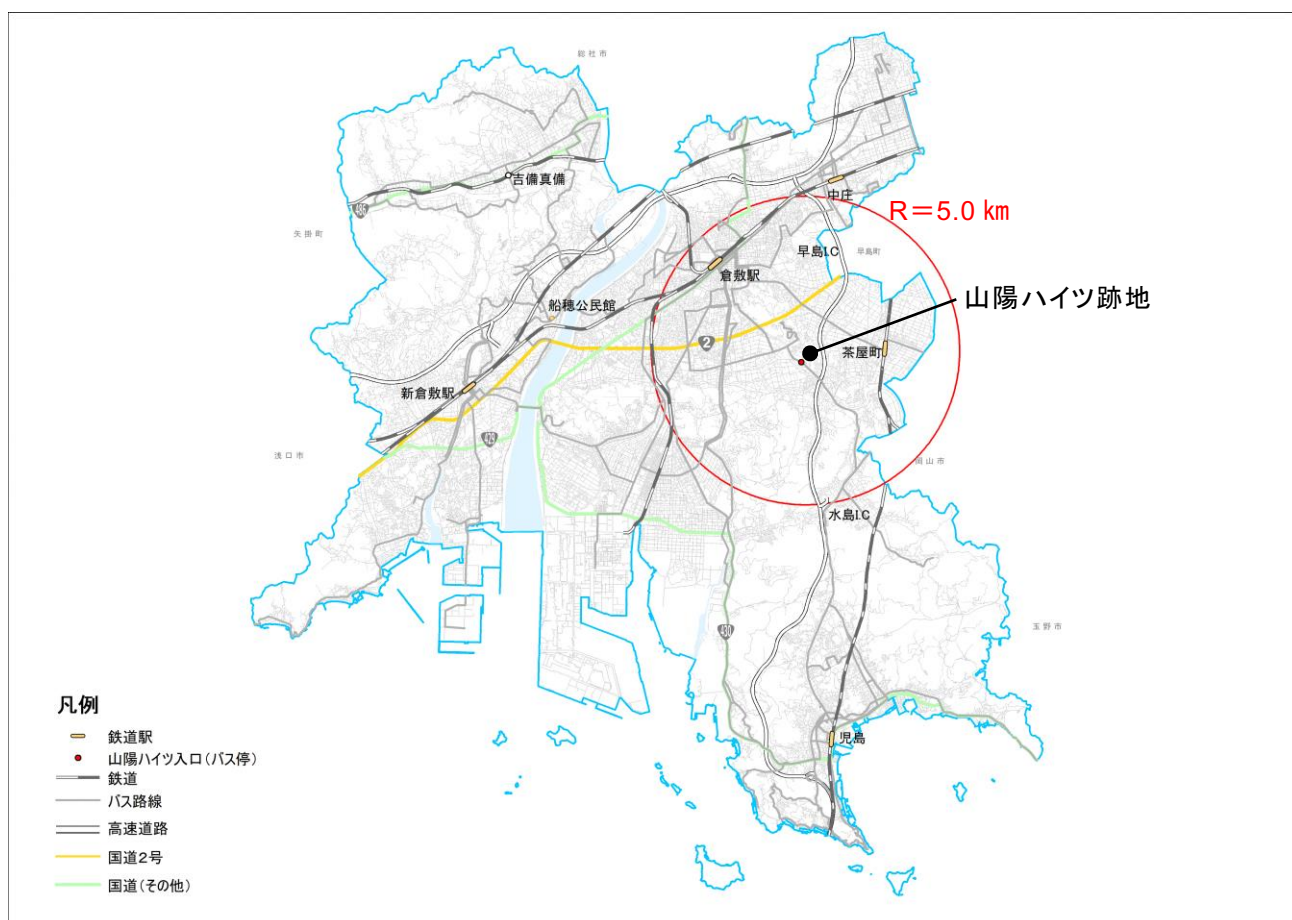 総社市
吉備真備
486
矢掛町
中庄
R=5.0 ㎞
早島I.C
早島町
倉敷駅
山陽ハイツ跡地
船穂公民館
2
茶屋町
新倉敷駅
429
浅口市
岡山市
水島I.C
430
玉野市
児島
凡例
鉄道駅
山陽ハイツ入口(バス停)
鉄道
バス路線
高速道路
国道2号
国道(その他)